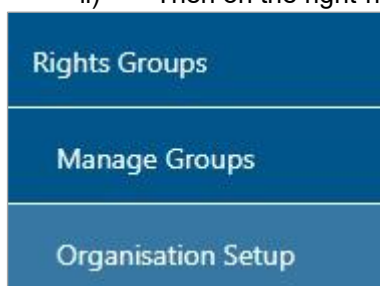 Then on the right
Rights Groups
Manage Groups
Organisation Setup